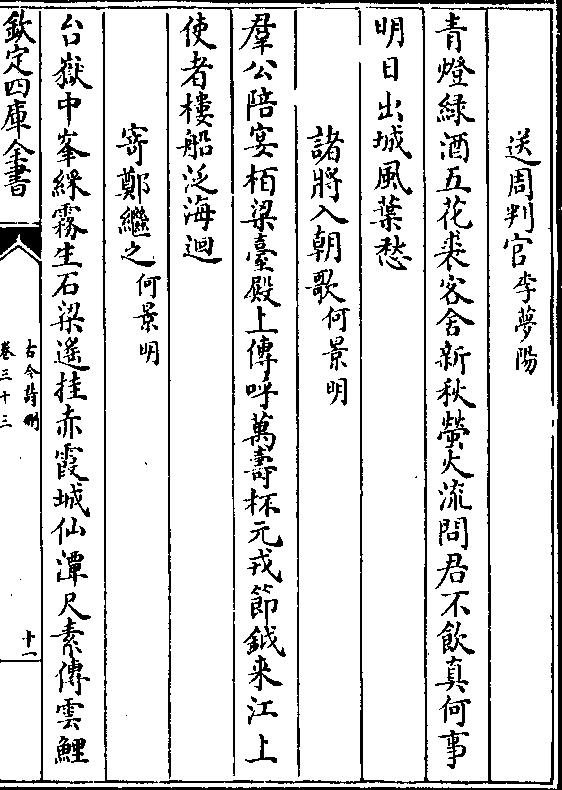 送周判官李夢陽
青燈緑酒五花裘客舍新秋螢火流問君不飲真何事
明日出城風葉愁
諸將入朝歌何景明
羣公陪宴栢梁臺殿上傳呼萬壽杯元戎節鉞来江上
使者樓船泛海迴
寄鄭繼之何景明
台嶽中峯綵霧生石梁遙挂赤霞城仙潭尺素傳雲鯉
欽定四庫全書
古今詩刪
卷三十三
十一